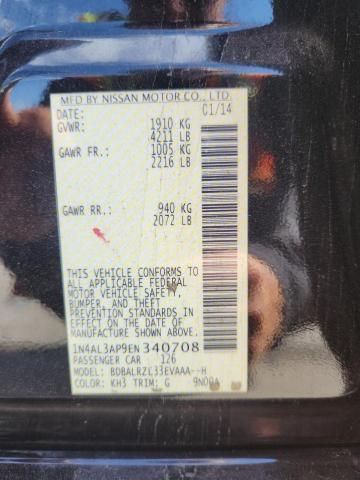 MFD BY NISSAN MOTOR CO., LTD.
DATE: 01/14
GVWR: 1910 KG
4211 LB
GAWR FR.: 1005 KG
2216 LB
GAWR RR.: 940 KG
2072 LB
THIS VEHICLE CONFORMS TO
ALL APPLICABLE FEDERAL
MOTOR VEHICLE SAFETY,
BUMPER, AND THEFT
PREVENTION STANDARDS IN
EFFECT ON THE DATE OF
MANUFACTURE SHOWN ABOVE.
1N4AL3AP9EN340708
PASSENGER CAR 126
MODEL: BDBALRZL33EVAAA--H
COLOR: KH3 TRIM: G 9N00A